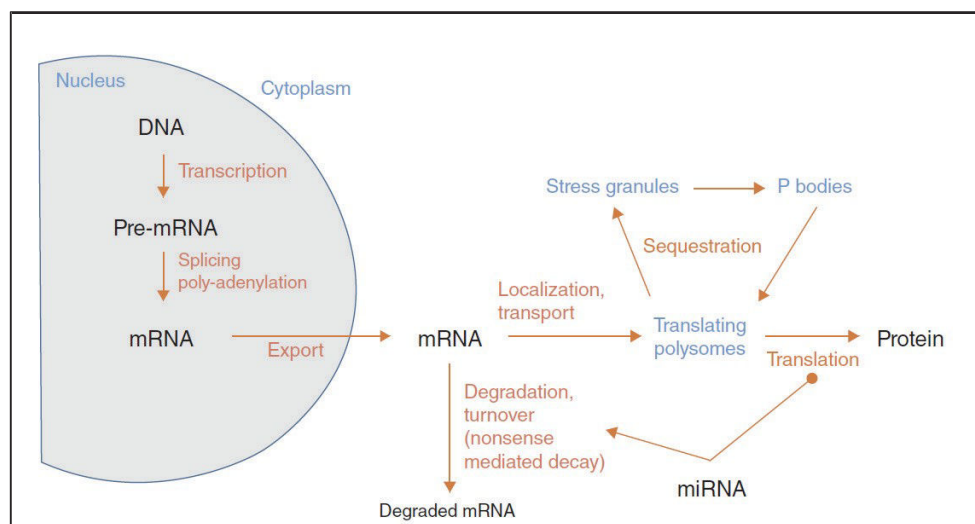 Nucleus
Cytoplasm
DNA
Transcription
Pre-mRNA
Splicing
poly-adenylation
mRNA
Export
mRNA
Localization,
transport
Stress granules
P bodies
Sequestration
Translating
polysomes
Protein
Translation
Degradation,
turnover
(nonsense
mediated decay)
miRNA
Degraded mRNA